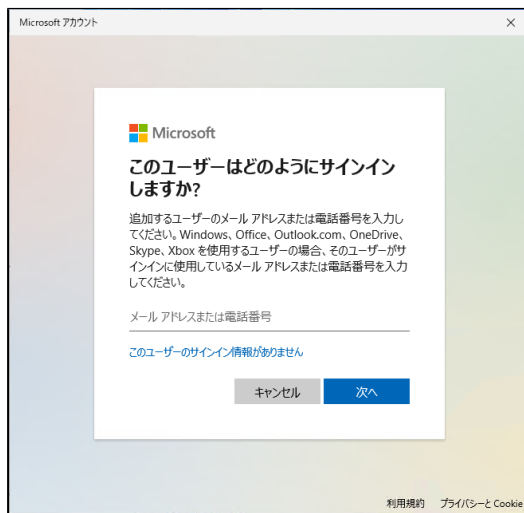 Microsoft アカウント
Microsoft
このユーザーはどのようにサインイン
しますか?
追加するユーザーのメール アドレスまたは電話番号を入力し
てください。Windows、Office、Outlook.com、OneDrive、
Skype、Xbox を使用するユーザーの場合、そのユーザーがサ
インインに使用しているメール アドレスまたは電話番号を入力
してください。
メール アドレスまたは電話番号
このユーザーのサインイン情報がありません
キャンセル 次へ
利用規約 プライバシーと Cookie